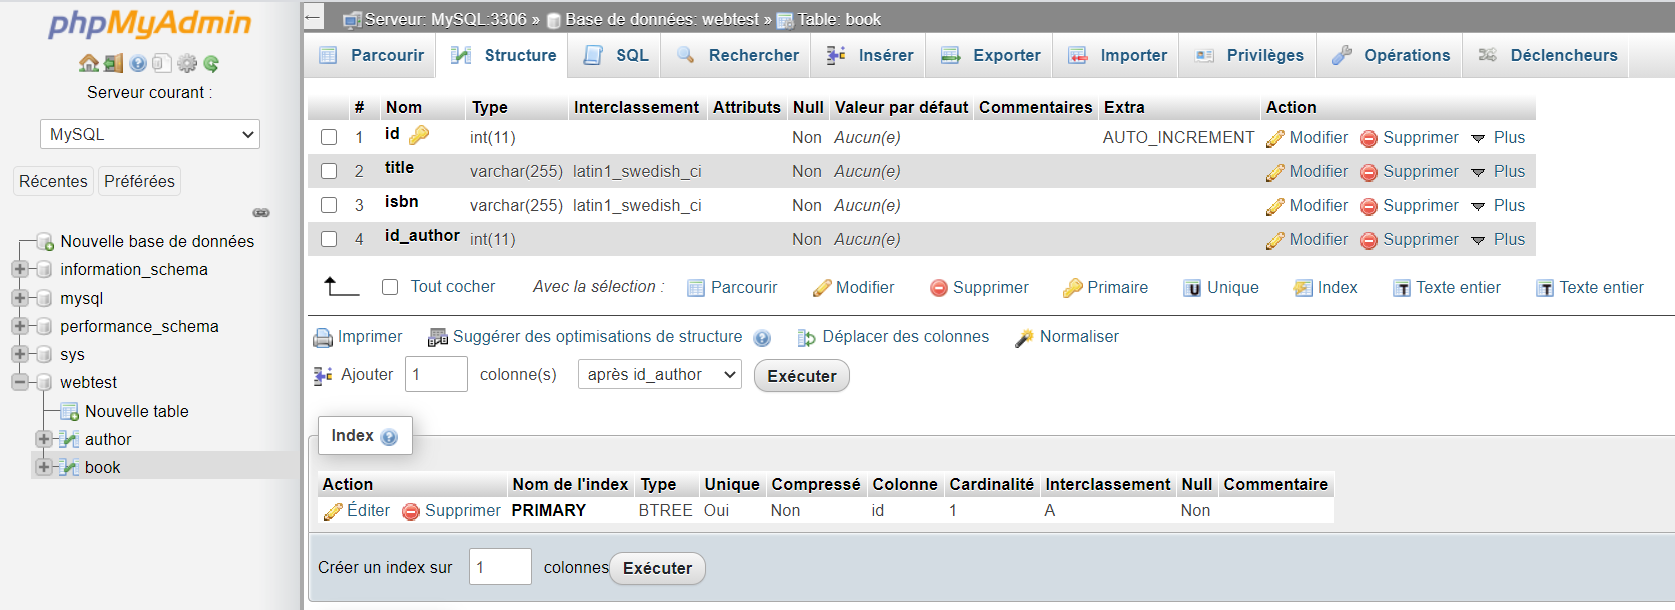 phpMyAdmin
Serveur courant :
MySQL
Récentes Préférées
Nouvelle base de données
information_schema
mysql
performance_schema
sys
webtest
Nouvelle table
author
book
Serveur: MySQL:3306 » Base de données: webtest » Table: book
Parcourir Structure SQL Rechercher Insérer Exporter Importer Privilèges Opérations Déclencheurs
# Nom Type Interclassement Attributs Null Valeur par défaut Commentaires Extra Action
1 id int(11) Non Aucun(e) AUTO_INCREMENT Modifier Supprimer Plus
2 title varchar(255) latin1_swedish_ci Non Aucun(e) Modifier Supprimer Plus
3 isbn varchar(255) latin1_swedish_ci Non Aucun(e) Modifier Supprimer Plus
4 id_author int(11) Non Aucun(e) Modifier Supprimer Plus
Tout cocher Avec la sélection : Parcourir Modifier Supprimer Primaire Unique Index Texte entier Texte entier
Imprimer Suggérer des optimisations de structure Déplacer des colonnes Normaliser
Ajouter 1 colonne(s) après id_author Exécuter
Index
Action Nom de l'index Type Unique Compressé Colonne Cardinalité Interclassement Null Commentaire
Éditer Supprimer PRIMARY BTREE Oui Non id 1 A Non
Créer un index sur 1 colonnes Exécuter